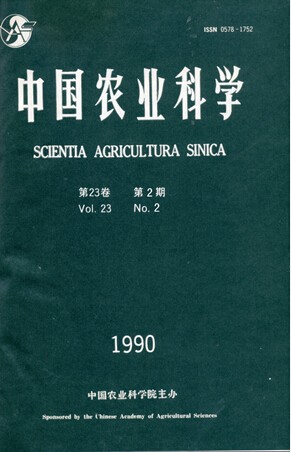 ISSN 0578-1752
中国农业科学
SCIENTIA AGRICULTURA SINICA
第23卷 第2期
Vol. 23 No. 2
1990
中国农业科学院主办
Sponsored by the Chinese Academy of Agricultural Sciences